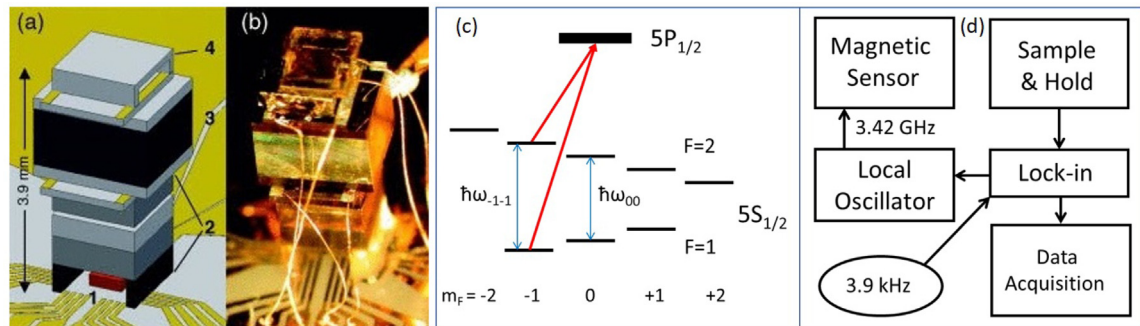 (a)
4
3
3.9 mm
2
1
(b)
(c)
5P1/2
F=2
ħω-1-1
ħω00
5S1/2
F=1
mF = -2 -1 0 +1 +2
(d)
Magnetic
Sensor
Sample
& Hold
3.42 GHz
Local
Oscillator
Lock-in
3.9 kHz
Data
Acquisition